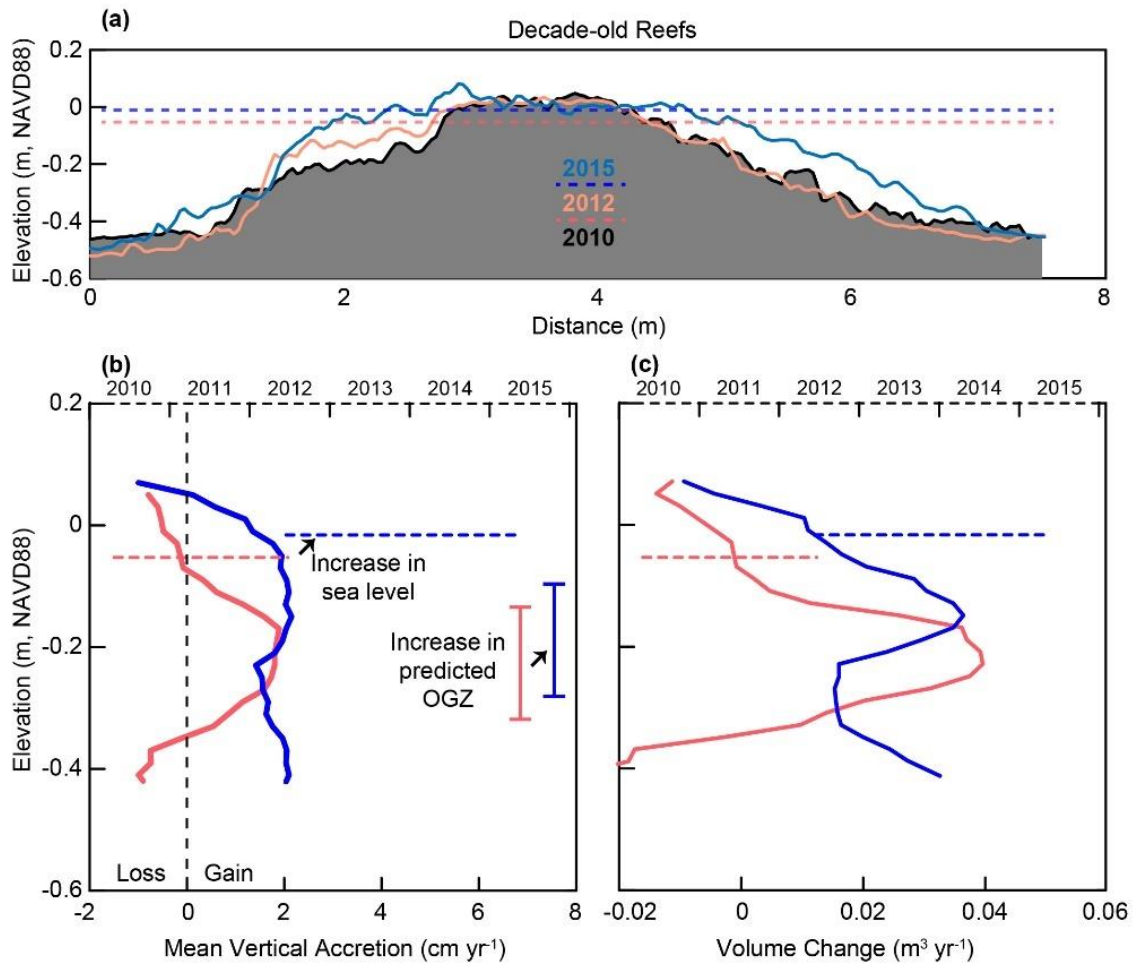 (a)
Decade-old Reefs
Elevation (m, NAVD88)
0.2
0
-0.2
-0.4
-0.6
2015
2012
2010
0 2 4 6 8
Distance (m)
(b)
2010 2011 2012 2013 2014 2015
Elevation (m, NAVD88)
0.2
0
-0.2
-0.4
-0.6
Increase in
sea level
Increase in
predicted
OGZ
Loss Gain
-2 0 2 4 6 8
Mean Vertical Accretion (cm yr⁻¹)
(c)
2010 2011 2012 2013 2014 2015
-0.02 0 0.02 0.04 0.06
Volume Change (m³ yr⁻¹)